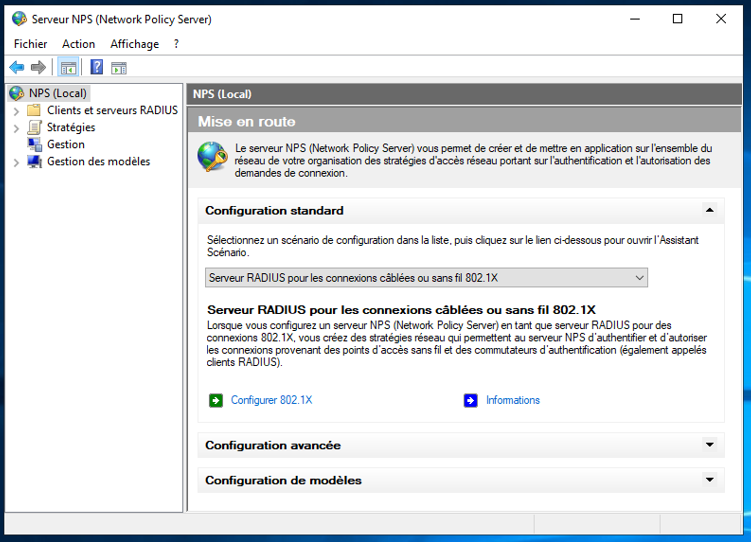 Serveur NPS (Network Policy Server)
Fichier Action Affichage ?
NPS (Local)
Clients et serveurs RADIUS
Stratégies
Gestion
Gestion des modèles
NPS (Local)
Mise en route
Le serveur NPS (Network Policy Server) vous permet de créer et de mettre en application sur l'ensemble du
réseau de votre organisation des stratégies d'accès réseau portant sur l'authentification et l'autorisation des
demandes de connexion.
Configuration standard
Sélectionnez un scénario de configuration dans la liste, puis cliquez sur le lien ci-dessous pour ouvrir l'Assistant
Scénario.
Serveur RADIUS pour les connexions câblées ou sans fil 802.1X
Serveur RADIUS pour les connexions câblées ou sans fil 802.1X
Lorsque vous configurez un serveur NPS (Network Policy Server) en tant que serveur RADIUS pour des
connexions 802.1X, vous créez des stratégies réseau qui permettent au serveur NPS d'authentifier et d'autoriser
les connexions provenant des points d'accès sans fil et des commutateurs d'authentification (également appelés
clients RADIUS).
Configurer 802.1X Informations
Configuration avancée
Configuration de modèles